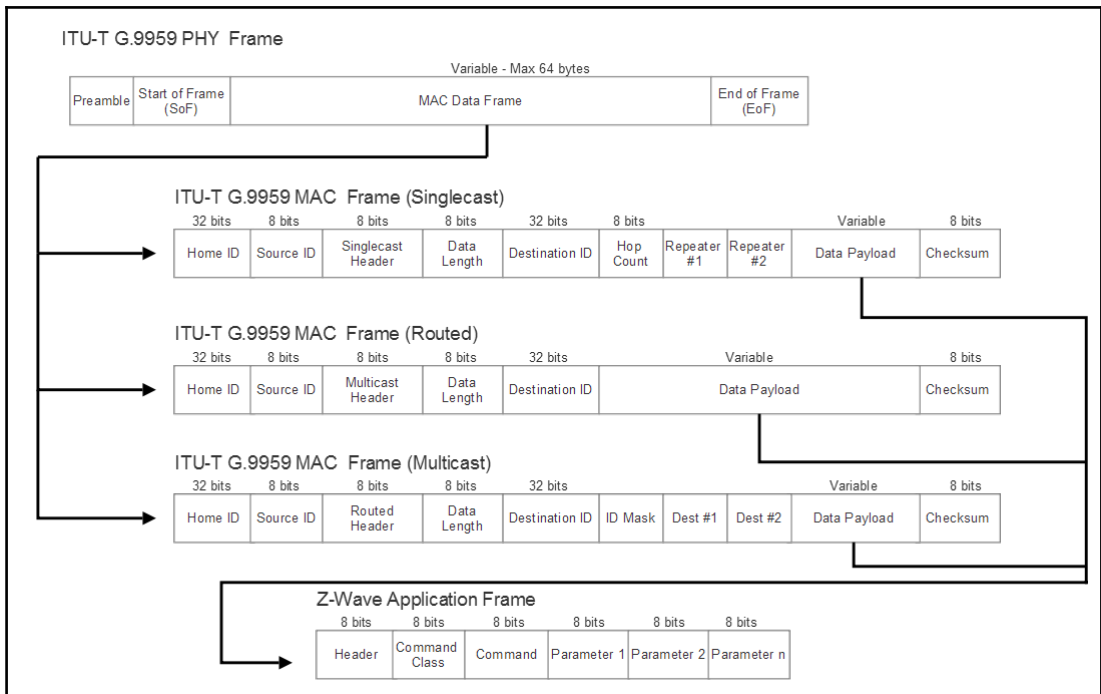 ITU-T G.9959 PHY Frame
Variable - Max 64 bytes
Preamble
Start of Frame
(SoF)
MAC Data Frame
End of Frame
(EoF)
ITU-T G.9959 MAC Frame (Singlecast)
32 bits 8 bits 8 bits 8 bits 32 bits 8 bits Variable 8 bits
Home ID
Source ID
Singlecast
Header
Data
Length
Destination ID
Hop
Count
Repeater
#1
Repeater
#2
Data Payload
Checksum
ITU-T G.9959 MAC Frame (Routed)
32 bits 8 bits 8 bits 8 bits 32 bits Variable 8 bits
Home ID
Source ID
Multicast
Header
Data
Length
Destination ID
Data Payload
Checksum
ITU-T G.9959 MAC Frame (Multicast)
32 bits 8 bits 8 bits 8 bits 32 bits Variable 8 bits
Home ID
Source ID
Routed
Header
Data
Length
Destination ID
ID Mask
Dest #1
Dest #2
Data Payload
Checksum
Z-Wave Application Frame
8 bits 8 bits 8 bits 8 bits 8 bits 8 bits
Header
Command
Class
Command
Parameter 1
Parameter 2
Parameter n